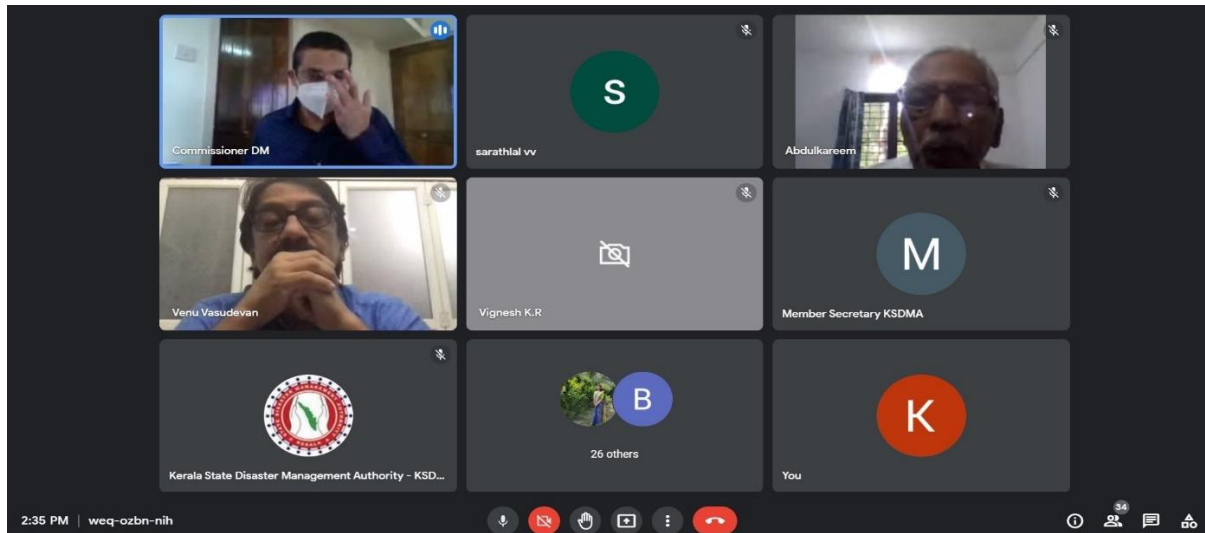 Commissioner DM
S
sarathlal vv
Abdulkareem
Venu Vasudevan
Vignesh K.R
M
Member Secretary KSDMA
Kerala State Disaster Management Authority - KSD...
B
26 others
K
You
2:35 PM | weq-ozbn-nih
34